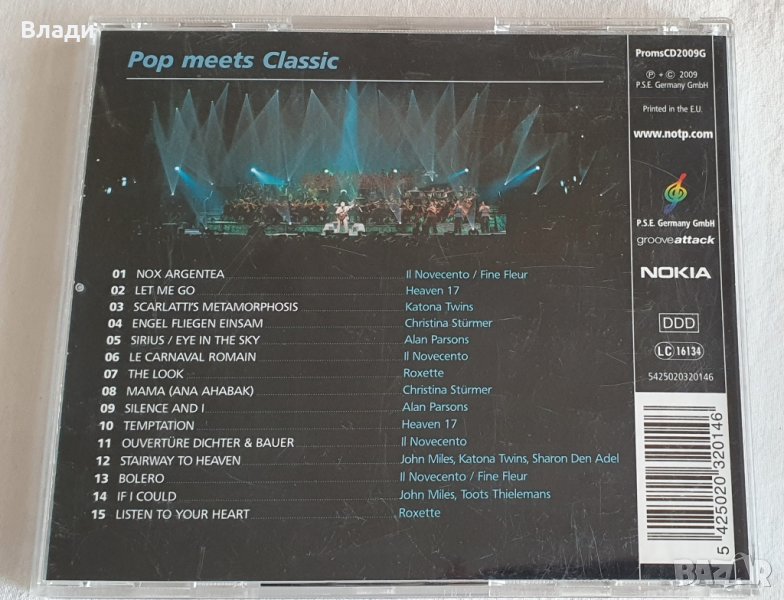 Влади
Pop meets Classic
01 NOX ARGENTEA Il Novecento / Fine Fleur
02 LET ME GO Heaven 17
03 SCARLATTI'S METAMORPHOSIS Katona Twins
04 ENGEL FLIEGEN EINSAM Christina Stürmer
05 SIRIUS / EYE IN THE SKY Alan Parsons
06 LE CARNAVAL ROMAIN Il Novecento
07 THE LOOK Roxette
08 MAMA (ANA AHABAK) Christina Stürmer
09 SILENCE AND I Alan Parsons
10 TEMPTATION Heaven 17
11 OUVERTÜRE DICHTER & BAUER Il Novecento
12 STAIRWAY TO HEAVEN John Miles, Katona Twins, Sharon Den Adel
13 BOLERO Il Novecento / Fine Fleur
14 IF I COULD John Miles, Toots Thielemans
15 LISTEN TO YOUR HEART Roxette
PromsCD2009G
℗ + © 2009
P.S.E. Germany GmbH
Printed in the E.U.
www.notp.com
P.S.E. Germany GmbH
grooveattack
NOKIA
DDD
LC 16134
5425020320146
5 425020 320146
BAZAR